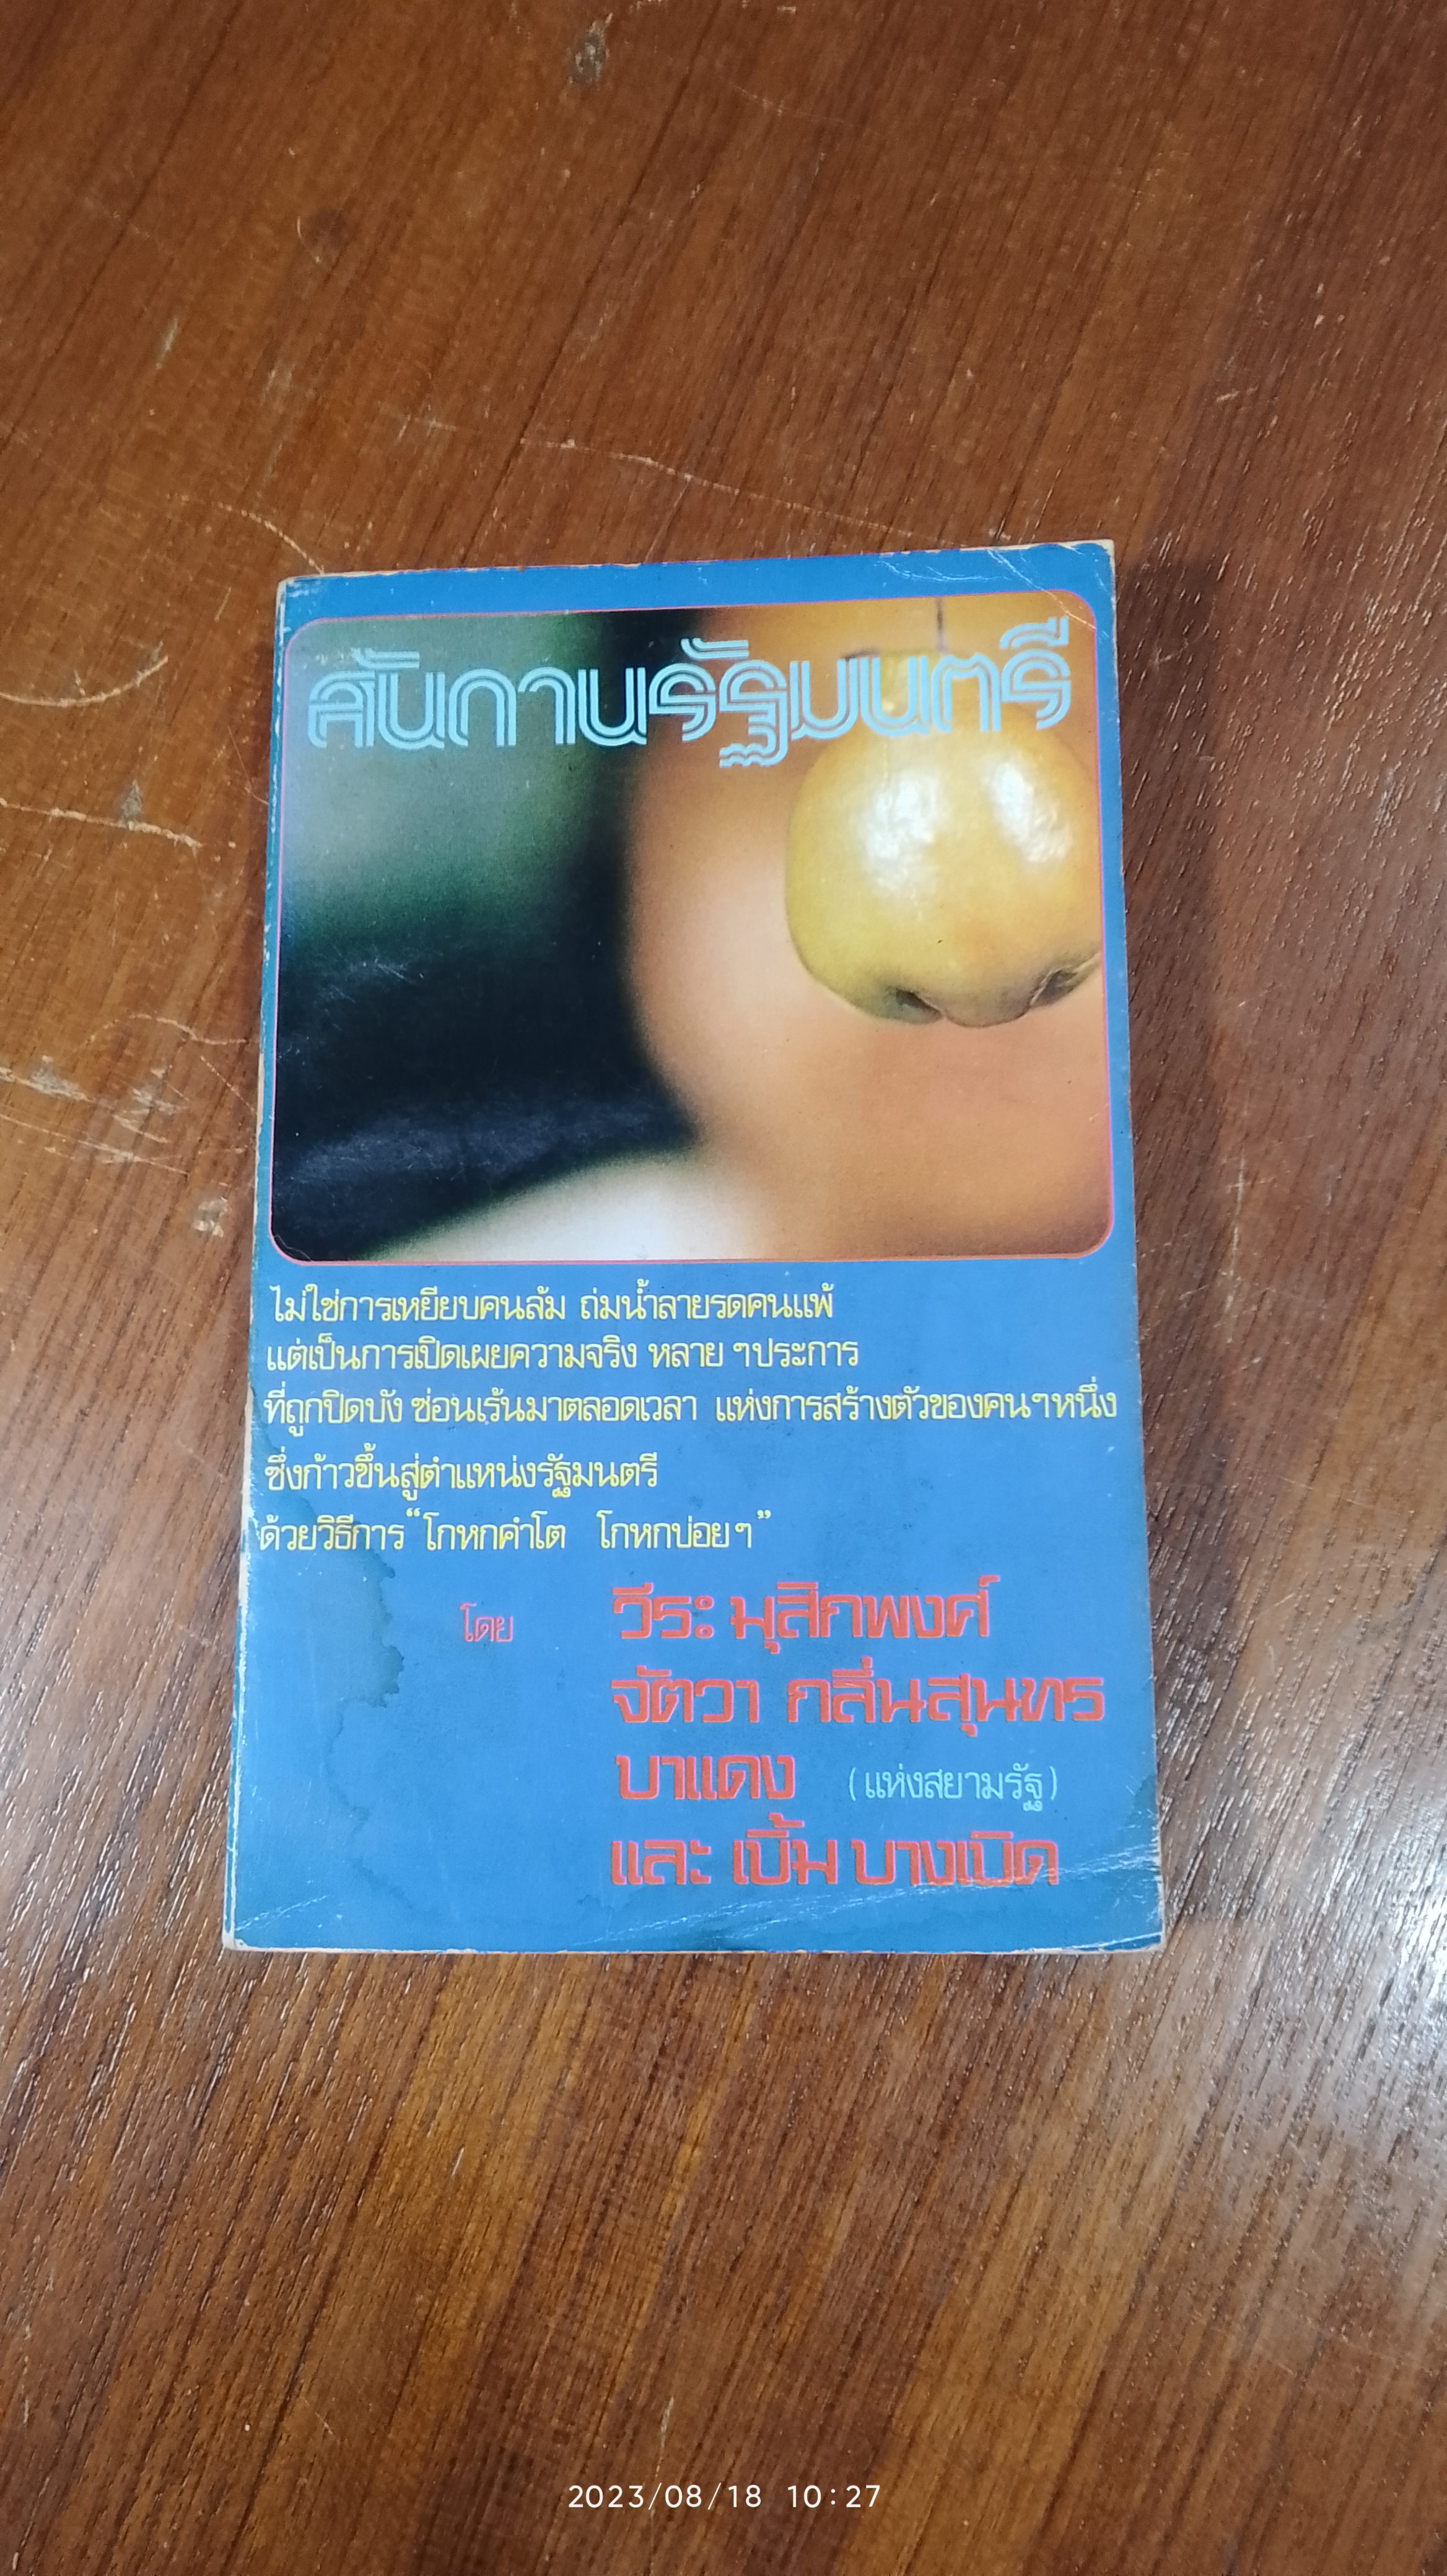 สันดานรัฐมนตรี
ไม่ใช่การเหยียบคนล้ม ถ่มน้ำลายรดคนแพ้
แต่เป็นการเปิดเผยความจริง หลาย ๆประการ
ที่ถูกปิดบัง ซ่อนเร้นมาตลอดเวลา แห่งการสร้างตัวของคนๆหนึ่ง
ซึ่งก้าวขึ้นสู่ตำแหน่งรัฐมนตรี
ด้วยวิธีการ “โกหกคำโต โกหกบ่อย ๆ”
โดย วีระ มุสิกพงศ์
จัตวา กลิ่นสุนทร
บาแดง (แห่งสยามรัฐ)
และ เบิ้ม บางเบิด
2023/08/18 10:27